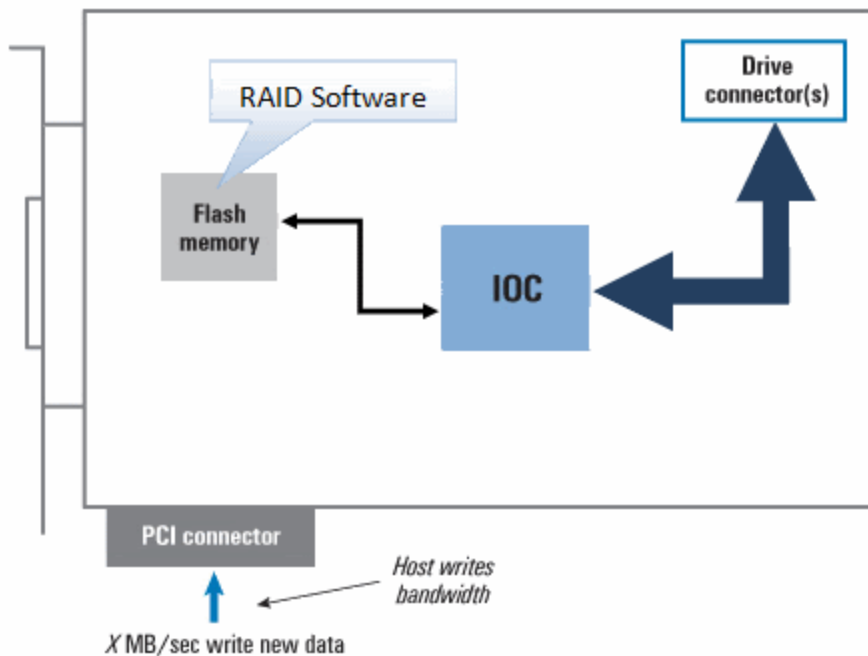 Drive
connector(s)
RAID Software
Flash
memory
IOC
PCI connector
Host writes
bandwidth
X MB/sec write new data